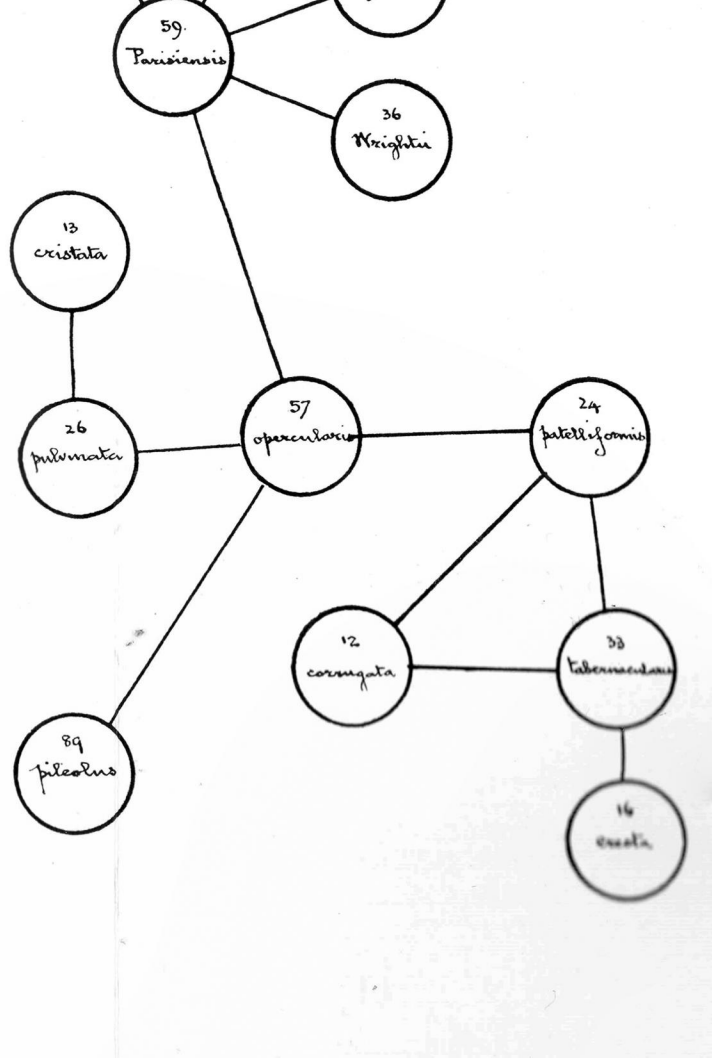 59.
Parisiensis
36
Wrightii
13
cristata
57
opercularis
24
patelliformis
26
pulvinata
12
corrugata
33
tabernacularis
89
pileolus
16